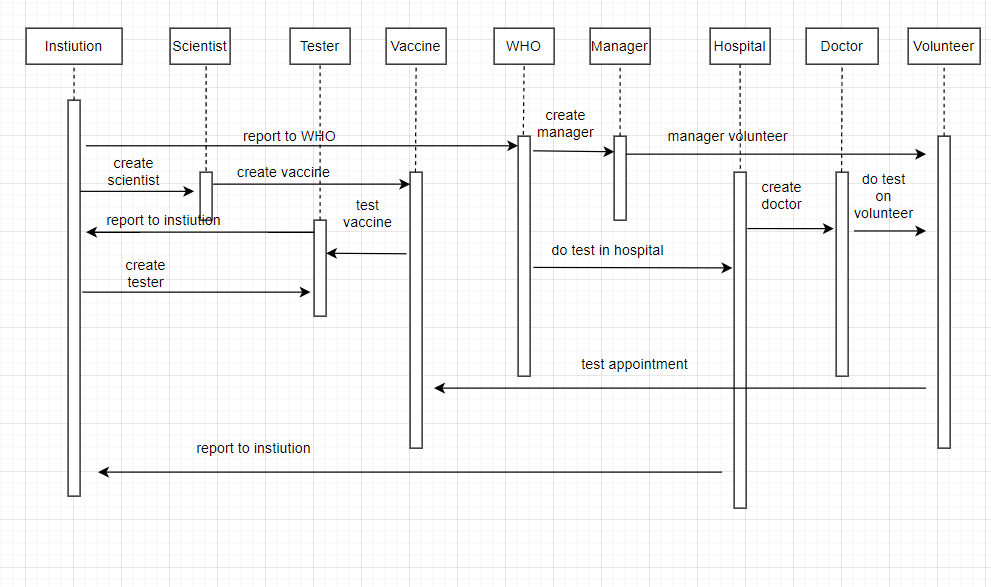 Instiution
Scientist
Tester
Vaccine
WHO
Manager
Hospital
Doctor
Volunteer
create
manager
report to WHO
manager volunteer
create
scientist
create vaccine
create
doctor
do test
on
volunteer
test
vaccine
report to instiution
do test in hospital
create
tester
test appointment
report to instiution